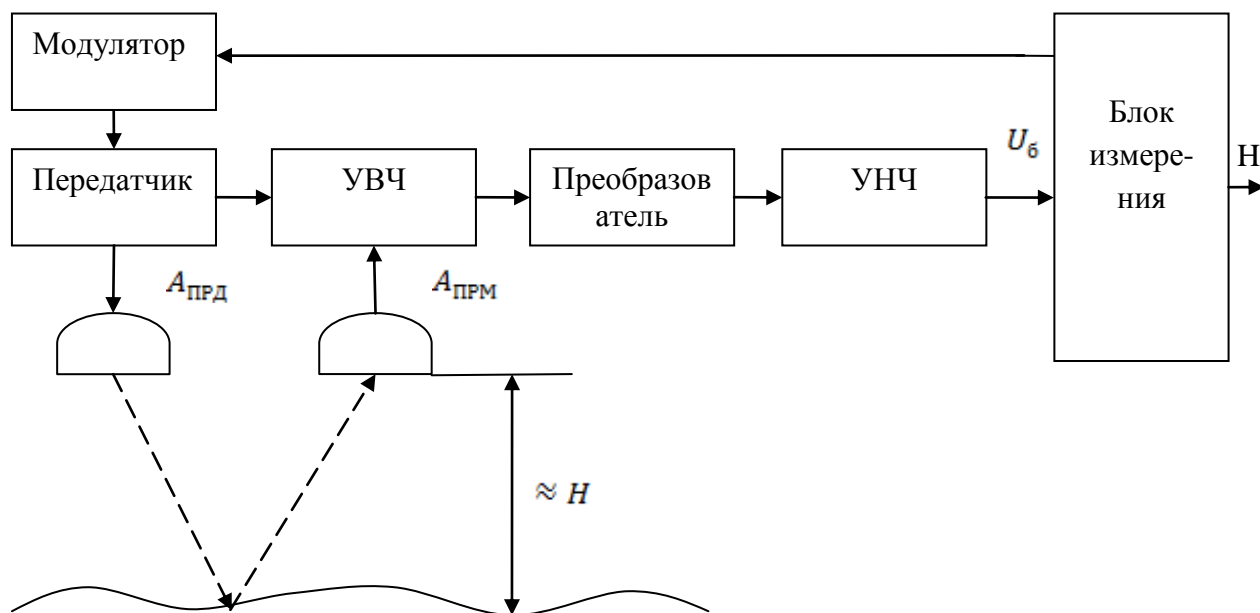 Модулятор
Блок
измере-
ния
U_б
Н
Передатчик
УВЧ
Преобразов
атель
УНЧ
A_ПРД
A_ПРМ
≈ H